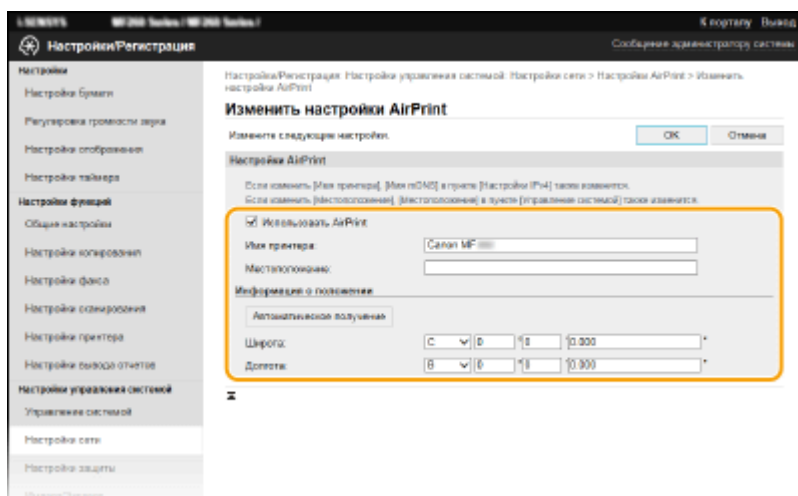 К порталу Вывод
Настройки/Регистрация
Сообщение администратору системы
Настройки
Настройки бумаги
Регулировка громкости звука
Настройки отображения
Настройки таймера
Настройки функций
Общие настройки
Настройки копирования
Настройки факса
Настройки сканирования
Настройки принтера
Настройки вывода отчетов
Настройки управления системой
Управление системой
Настройки сети
Настройки защиты
Настройки/Регистрация: Настройки управления системой: Настройки сети > Настройки AirPrint > Изменить
настройки AirPrint
Изменить настройки AirPrint
Измените следующие настройки.
OK Отмена
Настройки AirPrint
Если изменить [Имя принтера], [Имя mDNS] в пункте [Настройки IPv4] также изменится.
Если изменить [Местоположение], [Местоположение] в пункте [Управление системой] также изменится.
Использовать AirPrint
Имя принтера: Canon MF
Местоположение:
Информация о положении
Автоматическое получение
Широта: С 0 ° 0 ' 0.000 "
Долгота: В 0 ° 0 ' 0.000 "